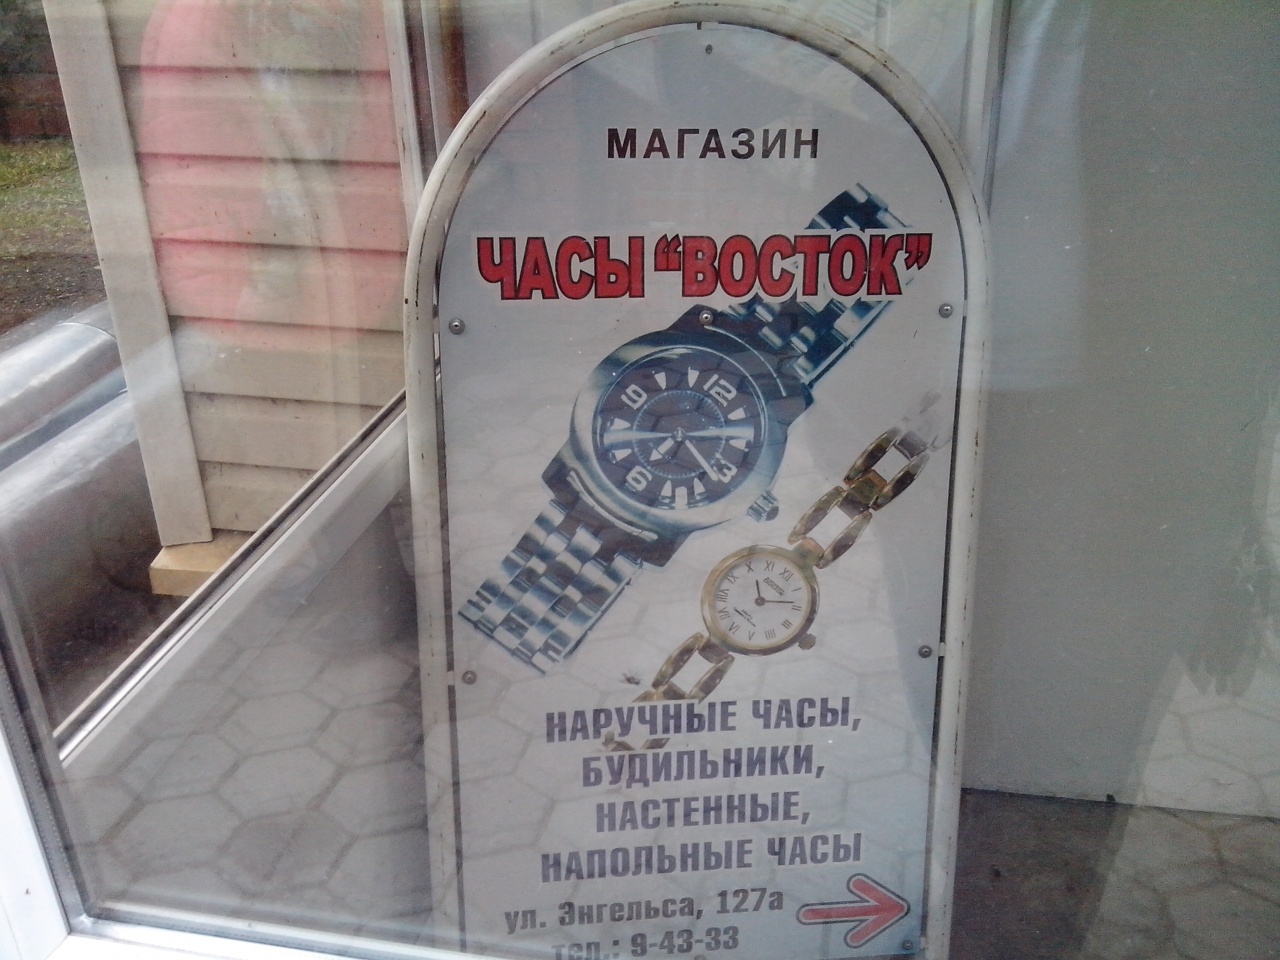 МАГАЗИН
ЧАСЫ "ВОСТОК"
НАРУЧНЫЕ ЧАСЫ,
БУДИЛЬНИКИ,
НАСТЕННЫЕ,
НАПОЛЬНЫЕ ЧАСЫ
ул. Энгельса, 127а
тел.: 9-43-33